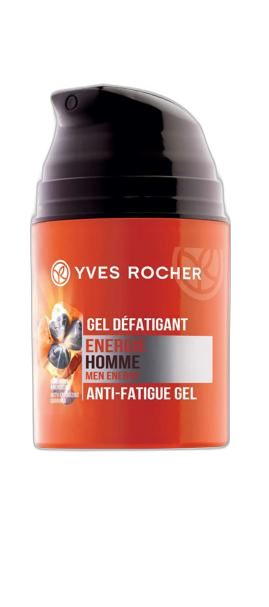 YVES ROCHER
GEL DÉFATIGANT
ENERGIE
HOMME
MEN ENERGY
ANTI-FATIGUE GEL